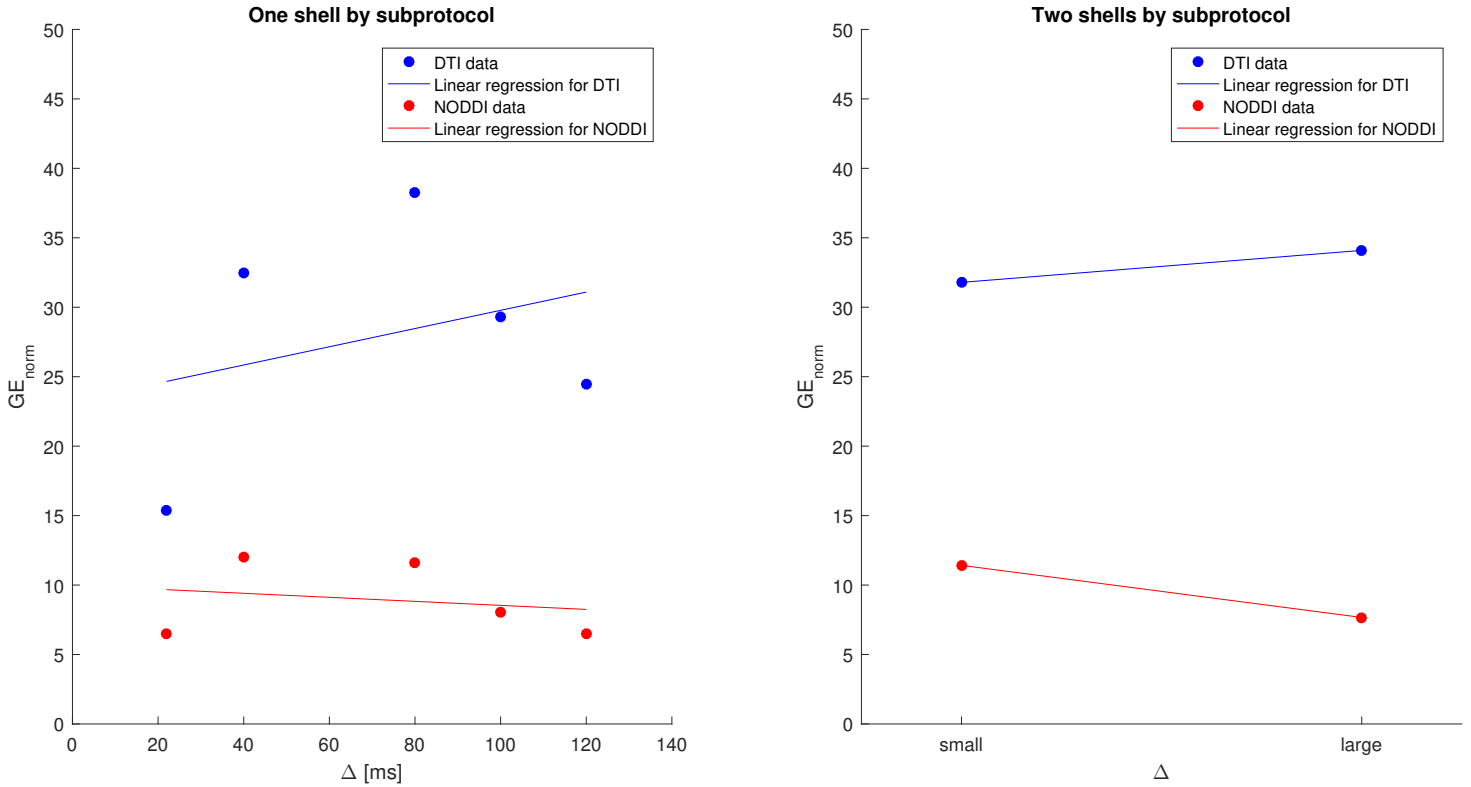 One shell by subprotocol
50
45
40
35
30
25
20
15
10
5
0
GE_norm
DTI data
Linear regression for DTI
NODDI data
Linear regression for NODDI
0 20 40 60 80 100 120 140
Δ [ms]
Two shells by subprotocol
50
45
40
35
30
25
20
15
10
5
0
GE_norm
DTI data
Linear regression for DTI
NODDI data
Linear regression for NODDI
small large
Δ